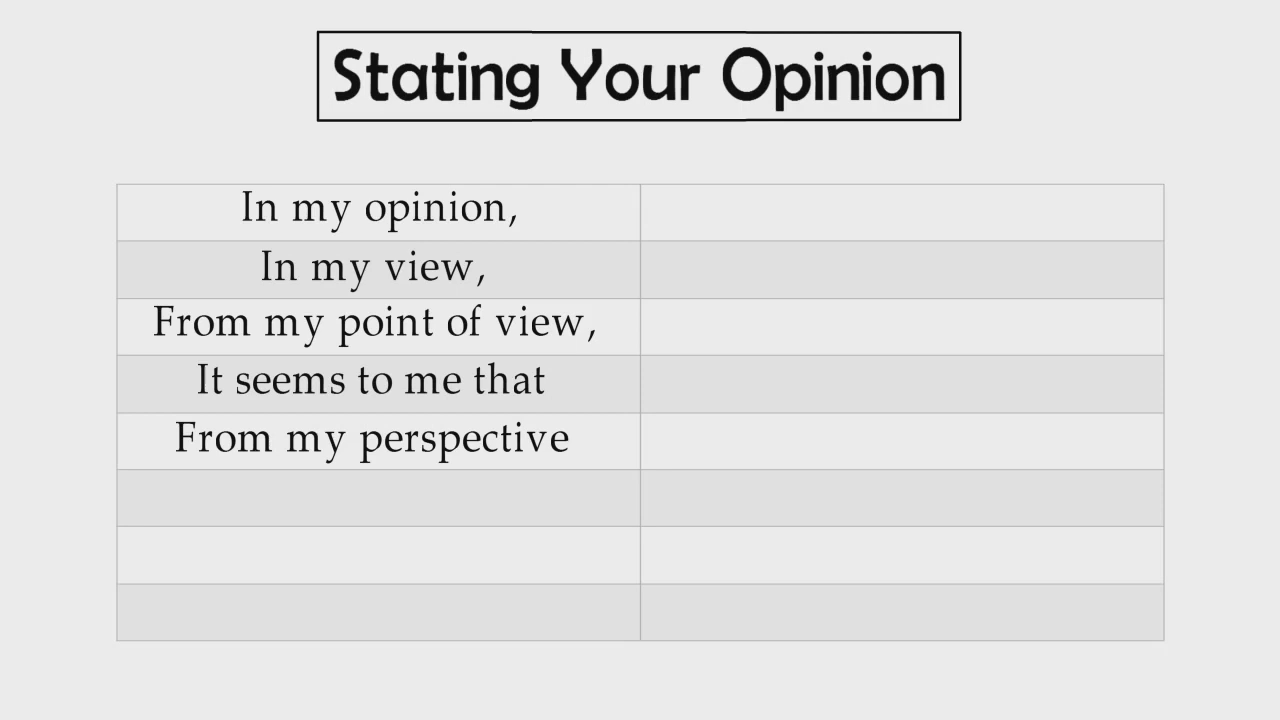 Stating Your Opinion
In my opinion,
In my view,
From my point of view,
It seems to me that
From my perspective